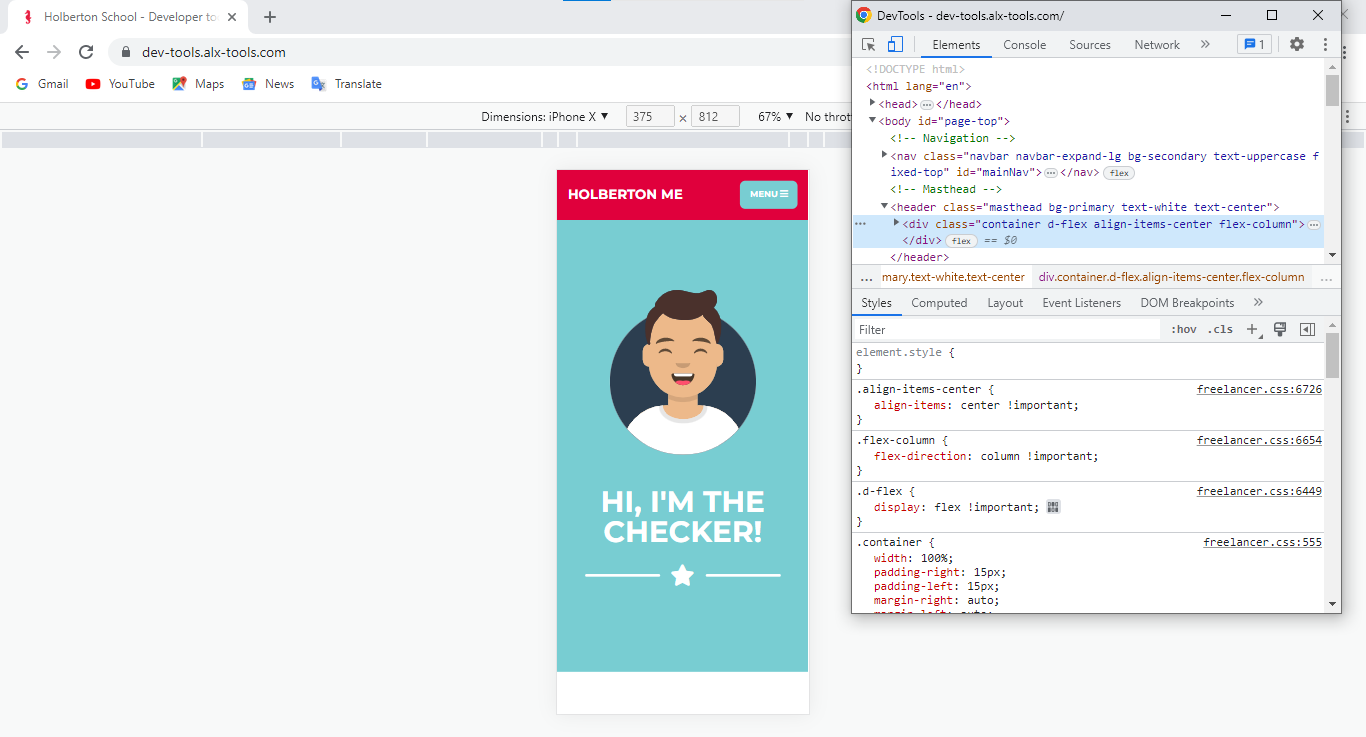 Holberton School - Developer to
DevTools - dev-tools.alx-tools.com/
dev-tools.alx-tools.com
Gmail
YouTube
Maps
News
Translate
Dimensions: iPhone X ▼ 375 × 812 67% ▼ No thrott
HOLBERTON ME
MENU
HI, I'M THE
CHECKER!
Elements Console Sources Network » 1
<!DOCTYPE html>
<html lang="en">
<head>…</head>
<body id="page-top">
<!-- Navigation -->
<nav class="navbar navbar-expand-lg bg-secondary text-uppercase f
ixed-top" id="mainNav">…</nav> flex
<!-- Masthead -->
<header class="masthead bg-primary text-white text-center">
… <div class="container d-flex align-items-center flex-column">…
</div> flex == $0
</header>
… mary.text-white.text-center div.container.d-flex.align-items-center.flex-column …
Styles Computed Layout Event Listeners DOM Breakpoints »
Filter :hov .cls +
element.style {
}
.align-items-center { freelancer.css:6726
align-items: center !important;
}
.flex-column { freelancer.css:6654
flex-direction: column !important;
}
.d-flex { freelancer.css:6449
display: flex !important;
}
.container { freelancer.css:555
width: 100%;
padding-right: 15px;
padding-left: 15px;
margin-right: auto;
margin-left: auto;